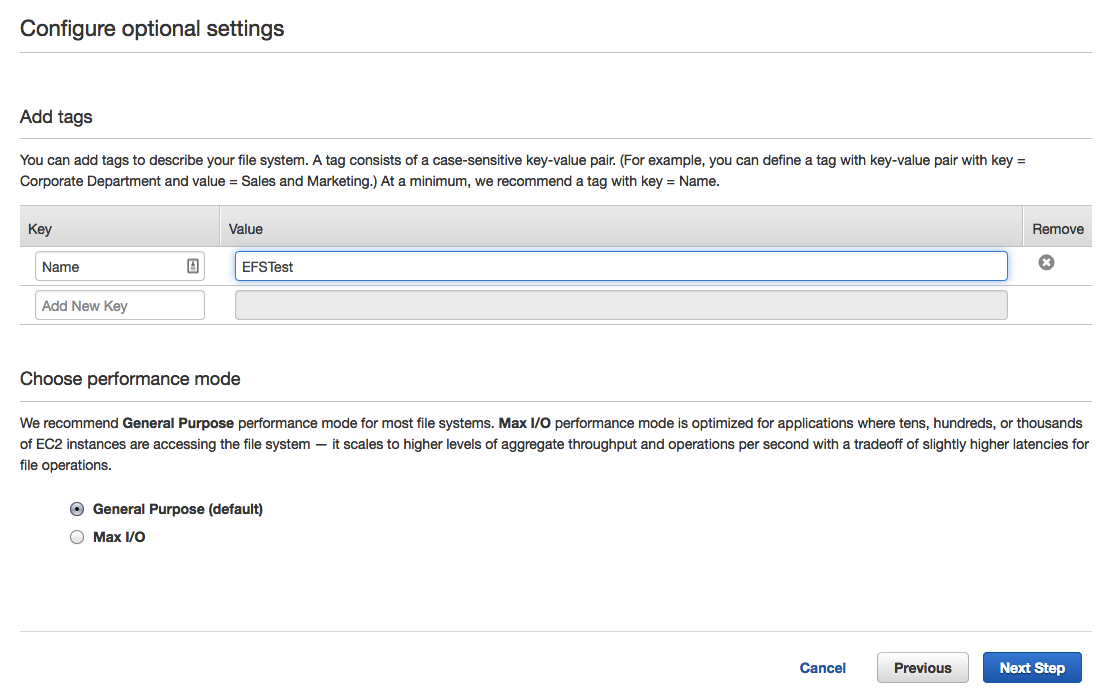 Configure optional settings
Add tags
You can add tags to describe your file system. A tag consists of a case-sensitive key-value pair. (For example, you can define a tag with key-value pair with key =
Corporate Department and value = Sales and Marketing.) At a minimum, we recommend a tag with key = Name.
Key Value Remove
Name EFSTest
Add New Key
Choose performance mode
We recommend General Purpose performance mode for most file systems. Max I/O performance mode is optimized for applications where tens, hundreds, or thousands
of EC2 instances are accessing the file system — it scales to higher levels of aggregate throughput and operations per second with a tradeoff of slightly higher latencies for
file operations.
General Purpose (default)
Max I/O
Cancel Previous Next Step